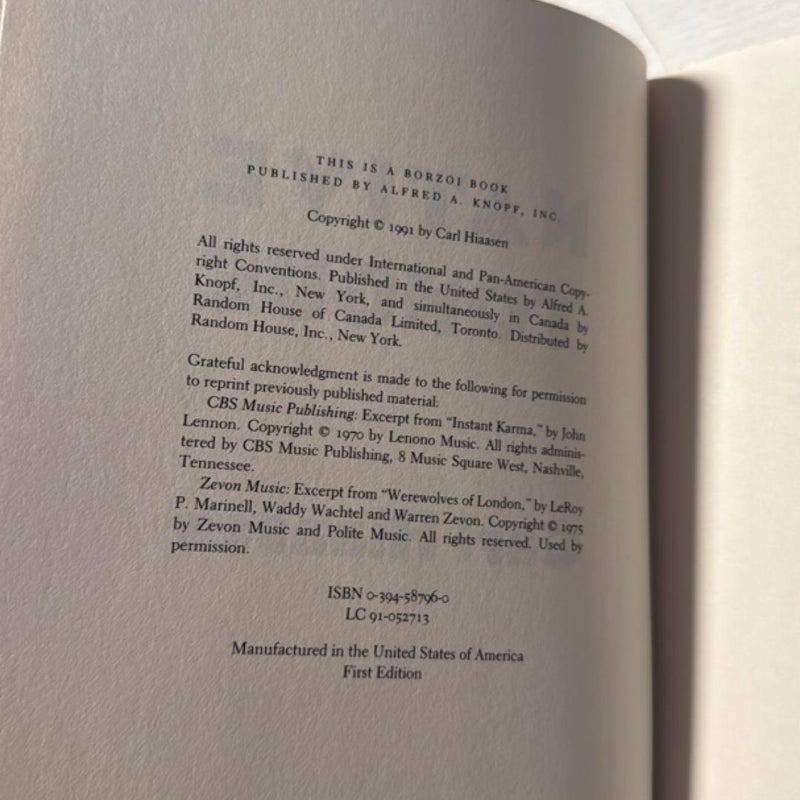 THIS IS A BORZOI BOOK
PUBLISHED BY ALFRED A. KNOPF, INC.
Copyright © 1991 by Carl Hiaasen
All rights reserved under International and Pan-American Copy-
right Conventions. Published in the United States by Alfred A.
Knopf, Inc., New York, and simultaneously in Canada by
Random House of Canada Limited, Toronto. Distributed by
Random House, Inc., New York.
Grateful acknowledgment is made to the following for permission
to reprint previously published material:
CBS Music Publishing: Excerpt from “Instant Karma,” by John
Lennon. Copyright © 1970 by Lenono Music. All rights adminis-
tered by CBS Music Publishing, 8 Music Square West, Nashville,
Tennessee.
Zevon Music: Excerpt from “Werewolves of London,” by LeRoy
P. Marinell, Waddy Wachtel and Warren Zevon. Copyright © 1975
by Zevon Music and Polite Music. All rights reserved. Used by
permission.
ISBN 0-394-58796-0
LC 91-052713
Manufactured in the United States of America
First Edition